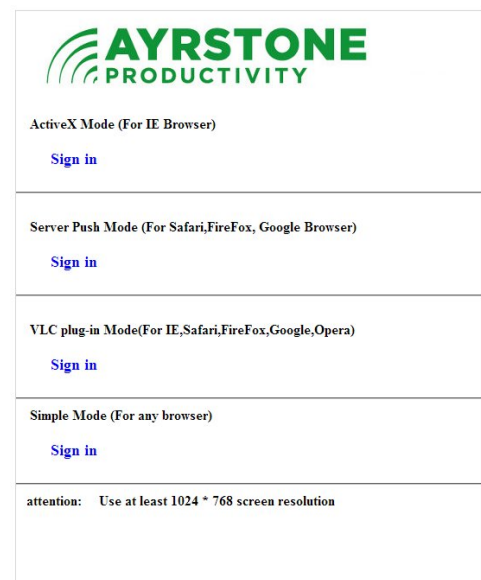 AYRSTONE
PRODUCTIVITY
ActiveX Mode (For IE Browser)
Sign in
Server Push Mode (For Safari,FireFox, Google Browser)
Sign in
VLC plug-in Mode(For IE,Safari,FireFox,Google,Opera)
Sign in
Simple Mode (For any browser)
Sign in
attention: Use at least 1024 * 768 screen resolution